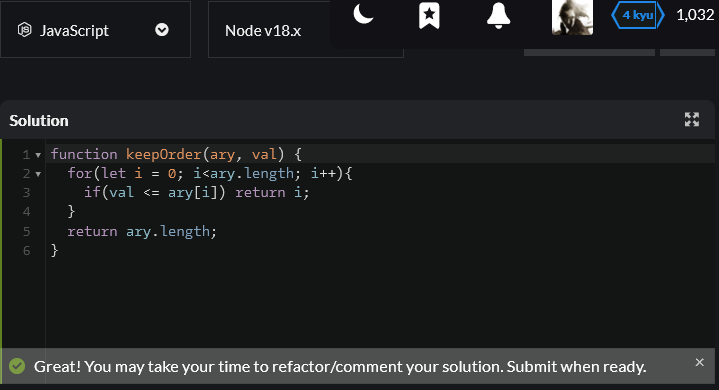 JavaScript
Node v18.x
4 kyu
1,032
Solution
1 function keepOrder(ary, val) {
2 for(let i = 0; i<ary.length; i++){
3 if(val <= ary[i]) return i;
4 }
5 return ary.length;
6 }
Great! You may take your time to refactor/comment your solution. Submit when ready.